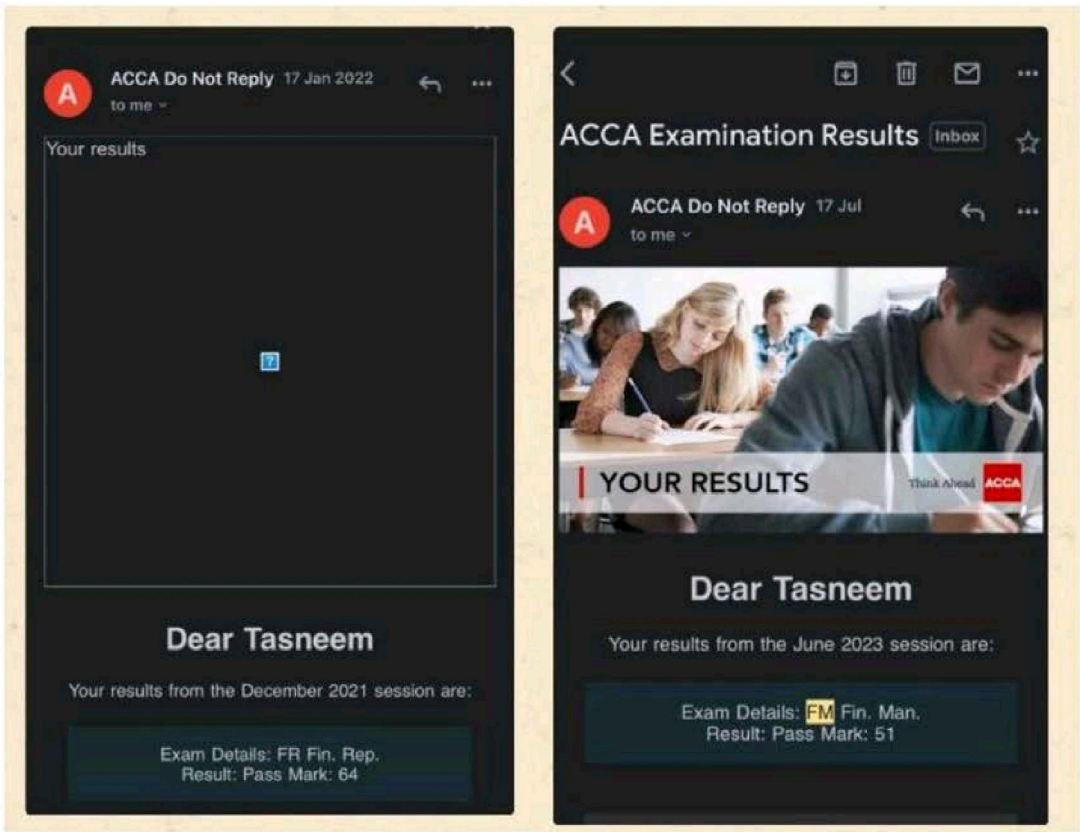 ACCA Do Not Reply 17 Jan 2022
to me
Your results
Dear Tasneem
Your results from the December 2021 session are:
Exam Details: FR Fin. Rep.
Result: Pass Mark: 64
ACCA Examination Results Inbox
A
ACCA Do Not Reply 17 Jul
to me
YOUR RESULTS
Think Ahead ACCA
Dear Tasneem
Your results from the June 2023 session are:
Exam Details: FM Fin. Man.
Result: Pass Mark: 51